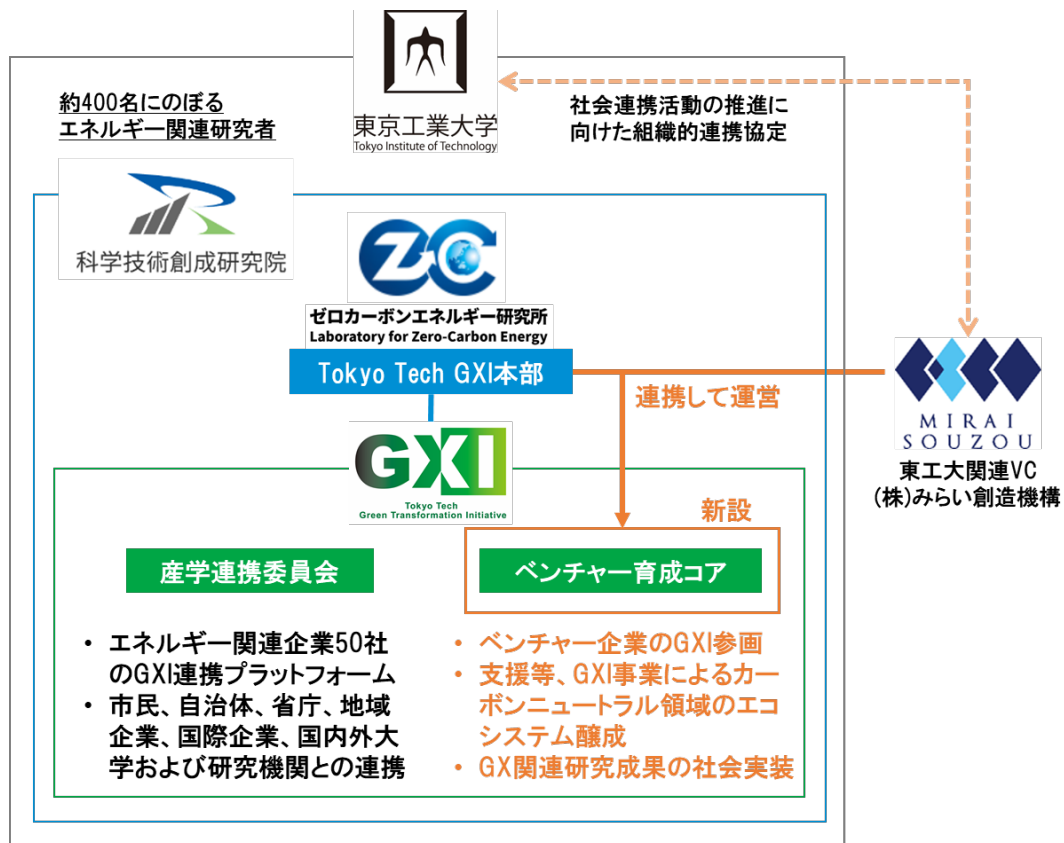 東京工業大学
Tokyo Institute of Technology
約400名にのぼる
エネルギー関連研究者
社会連携活動の推進に
向けた組織的連携協定
科学技術創成研究院
ZC
ゼロカーボンエネルギー研究所
Laboratory for Zero-Carbon Energy
Tokyo Tech GXI本部
連携して運営
MIRAI
SOUZOU
東工大関連VC
(株)みらい創造機構
GXI
Tokyo Tech
Green Transformation Initiative
新設
産学連携委員会
ベンチャー育成コア
・ エネルギー関連企業50社
のGXI連携プラットフォーム
・ 市民、自治体、省庁、地域
企業、国際企業、国内外大
学および研究機関との連携
・ ベンチャー企業のGXI参画
・ 支援等、GXI事業によるカー
ボンニュートラル領域のエコ
システム醸成
・ GX関連研究成果の社会実装